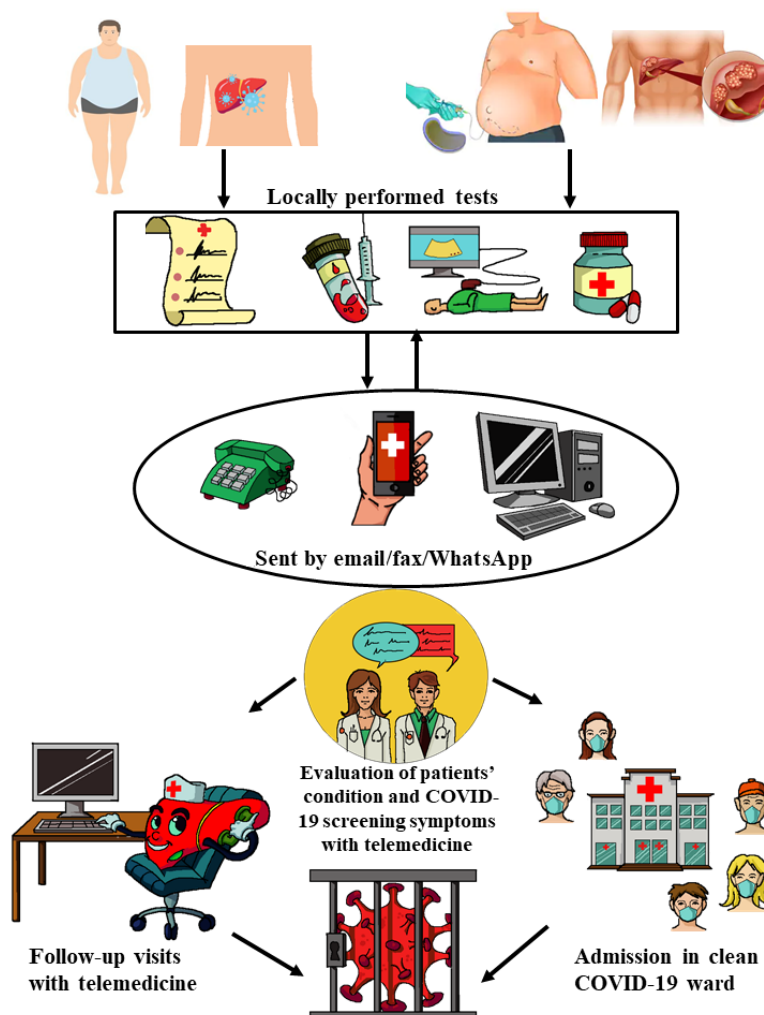 Locally performed tests
Sent by email/fax/WhatsApp
Evaluation of patients’
condition and COVID-
19 screening symptoms
with telemedicine
Follow-up visits
with telemedicine
Admission in clean
COVID-19 ward